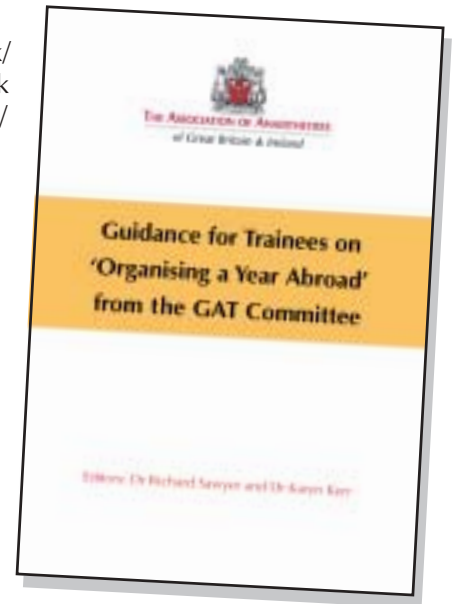 k/
k
/
The Association of Anaesthetists
of Great Britain & Ireland
Guidance for Trainees on
‘Organising a Year Abroad’
from the GAT Committee
Editors: Dr Richard Sawyer and Dr Karen Kerr